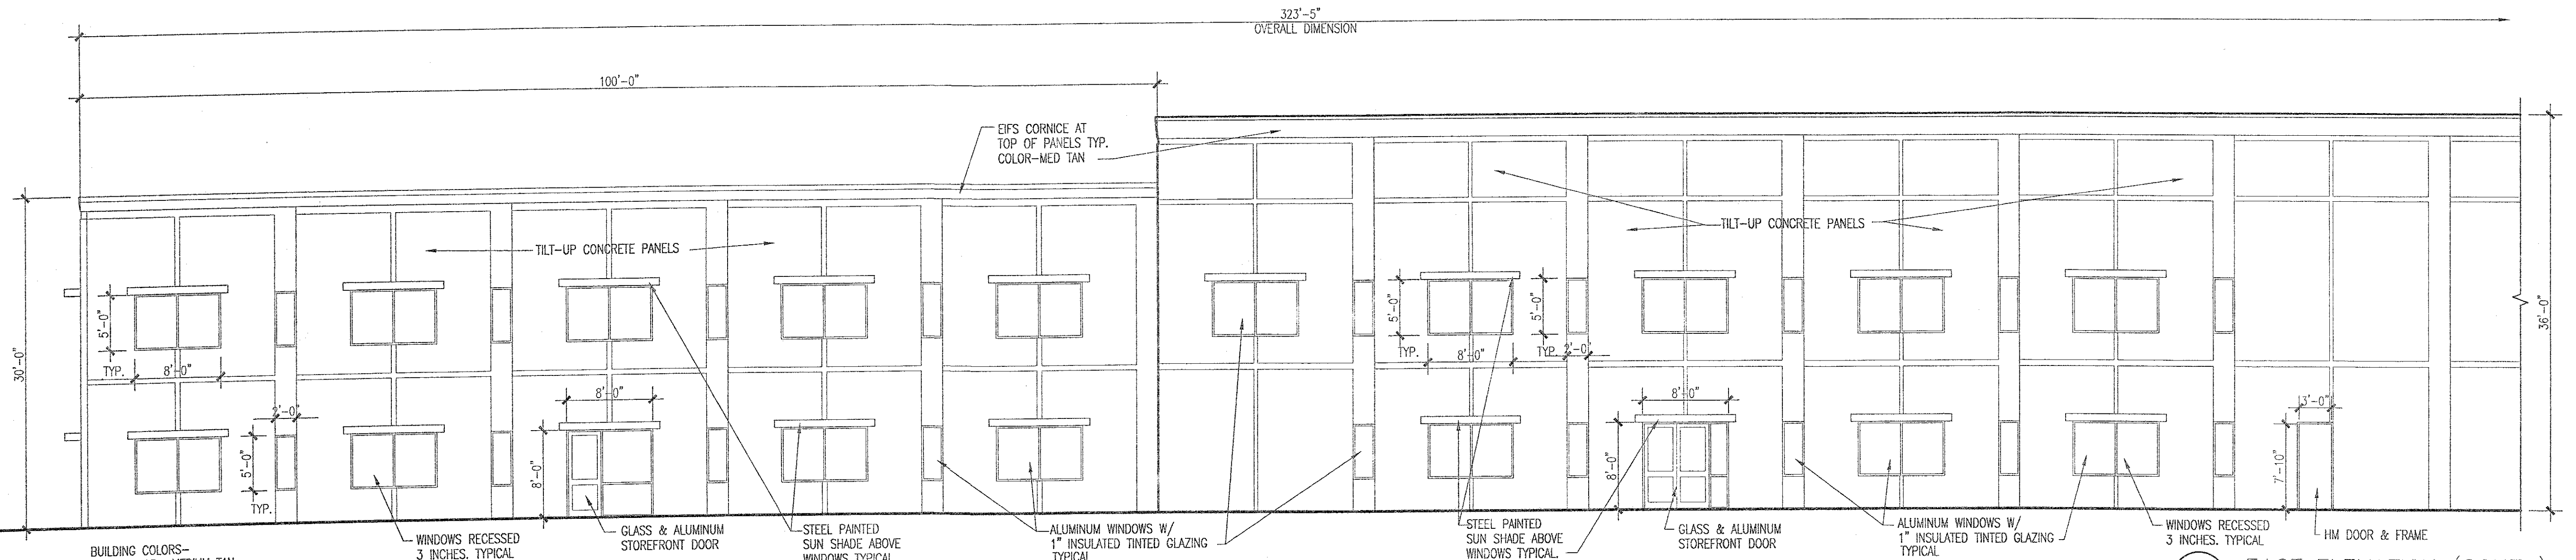 323'-5"
OVERALL DIMENSION
100'-0"
EIFS CORNICE AT
TOP OF PANELS TYP.
COLOR-MED TAN
TILT-UP CONCRETE PANELS
TILT-UP CONCRETE PANELS
30'-0"
36'-0"
5'-0"
TYP.
8'-0"
2'-0"
5'-0"
TYP.
8'-0"
8'-0"
5'-0"
TYP.
8'-0"
5'-0"
TYP.
2'-0"
8'-0"
8'-0"
3'-0"
7'-10"
BUILDING COLORS-
MEDIUM TAN
WINDOWS RECESSED
3 INCHES. TYPICAL
GLASS & ALUMINUM
STOREFRONT DOOR
STEEL PAINTED
SUN SHADE ABOVE
WINDOWS TYPICAL
ALUMINUM WINDOWS W/
1" INSULATED TINTED GLAZING
TYPICAL
STEEL PAINTED
SUN SHADE ABOVE
WINDOWS TYPICAL.
GLASS & ALUMINUM
STOREFRONT DOOR
ALUMINUM WINDOWS W/
1" INSULATED TINTED GLAZING
TYPICAL
WINDOWS RECESSED
3 INCHES. TYPICAL
HM DOOR & FRAME